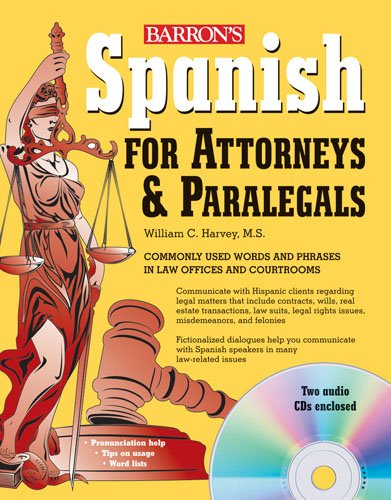 BARRON'S
Spanish
FOR ATTORNEYS
& PARALEGALS
William C. Harvey, M.S.
COMMONLY USED WORDS AND PHRASES
IN LAW OFFICES AND COURTROOMS
Communicate with Hispanic clients regarding
legal matters that include contracts, wills, real
estate transactions, law suits, legal rights issues,
misdemeanors, and felonies
Fictionalized dialogues help you communicate
with Spanish speakers in many
law-related issues
Two audio
CDs enclosed
• Pronunciation help
• Tips on usage
• Word lists